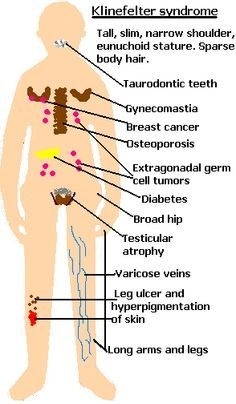 Klinefelter syndrome
Tall, slim, narrow shoulder,
eunuchoid stature. Sparse
body hair.
Taurodontic teeth
Gynecomastia
Breast cancer
Osteoporosis
Extragonadal germ
cell tumors
Diabetes
Broad hip
Testicular
atrophy
Varicose veins
Leg ulcer and
hyperpigmentation
of skin
Long arms and legs